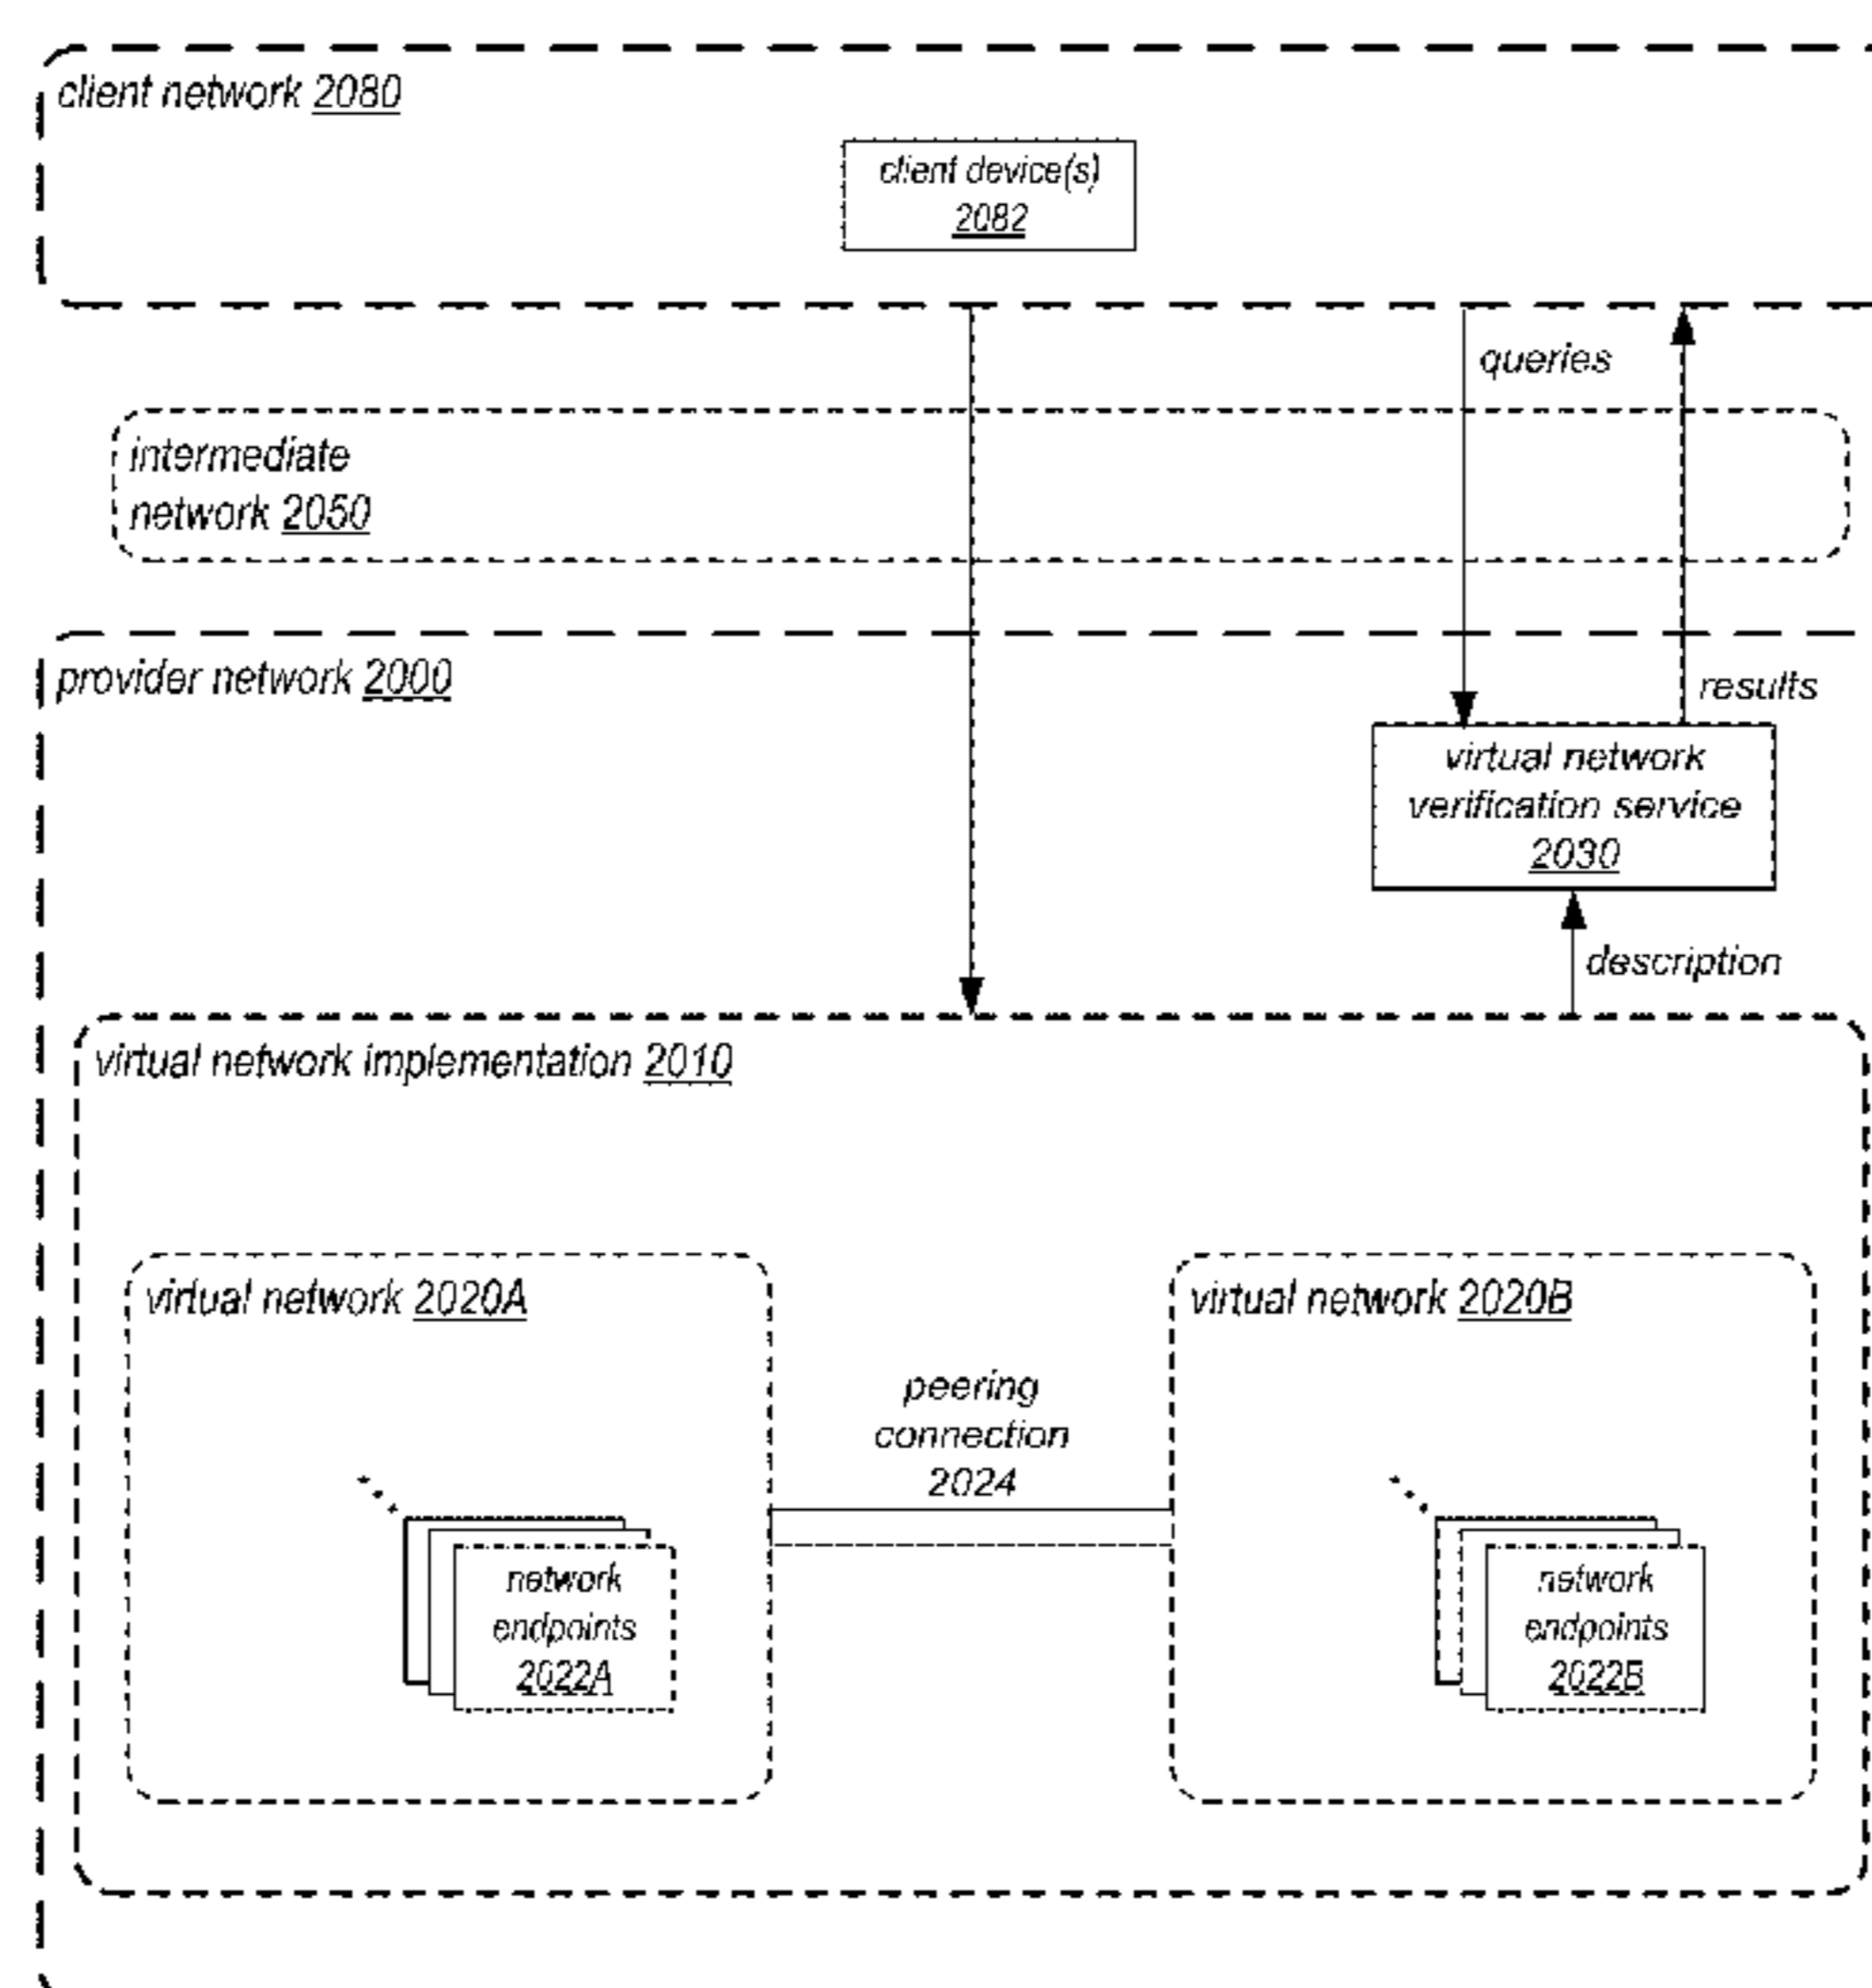 client network 2080
client device(s)
2082
queries
intermediate
network 2050
provider network 2000
results
virtual network
verification service
2030
description
virtual network implementation 2010
virtual network 2020A
virtual network 2020B
peering
connection
2024
network
endpoints
2022A
network
endpoints
2022B